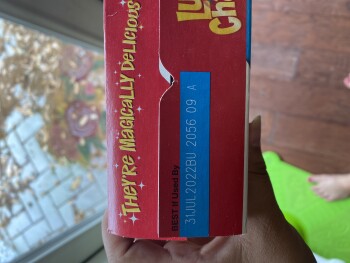 THEY'RE MAGICALLY DELICIOUS
BEST If Used By
31JUL2022BU 2056 09 A